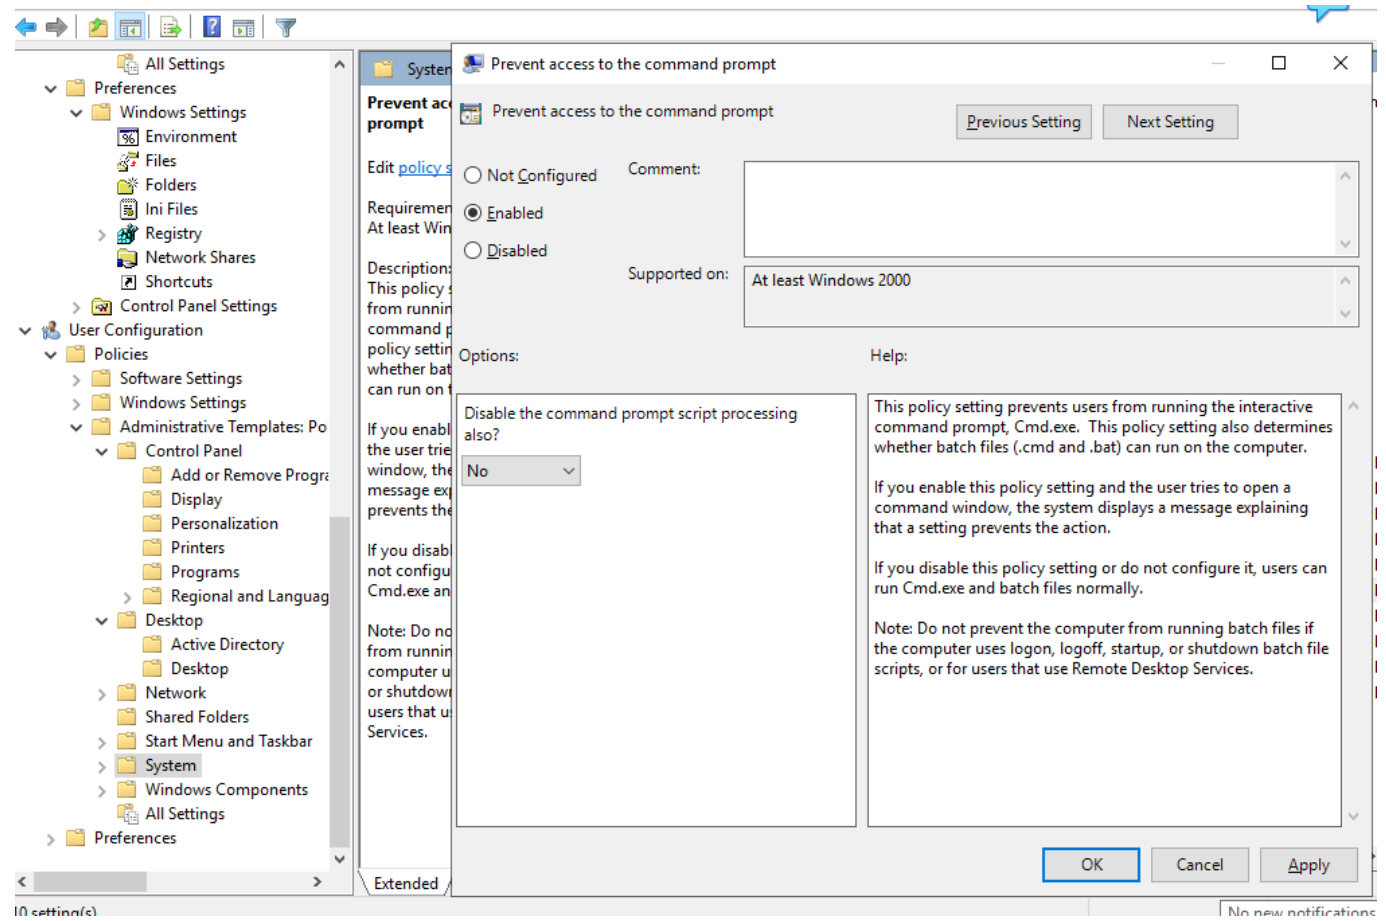 All Settings
Preferences
Windows Settings
Environment
Files
Folders
Ini Files
Registry
Network Shares
Shortcuts
Control Panel Settings
User Configuration
Policies
Software Settings
Windows Settings
Administrative Templates: Po
Control Panel
Add or Remove Progra
Display
Personalization
Printers
Programs
Regional and Languag
Desktop
Active Directory
Desktop
Network
Shared Folders
Start Menu and Taskbar
System
Windows Components
All Settings
Preferences
10 setting(s)
System
Prevent acc
prompt
Edit policy s
Requiremen
At least Win
Description:
This policy s
from runnin
command p
policy settin
whether bat
can run on t
If you enabl
the user trie
window, the
message exp
prevents the
If you disabl
not configu
Cmd.exe an
Note: Do no
from runnin
computer u
or shutdown
users that us
Services.
Extended
Prevent access to the command prompt
Prevent access to the command prompt
Previous Setting
Next Setting
Not Configured
Enabled
Disabled
Comment:
Supported on:
At least Windows 2000
Options:
Help:
Disable the command prompt script processing
also?
No
This policy setting prevents users from running the interactive
command prompt, Cmd.exe.  This policy setting also determines
whether batch files (.cmd and .bat) can run on the computer.
If you enable this policy setting and the user tries to open a
command window, the system displays a message explaining
that a setting prevents the action.
If you disable this policy setting or do not configure it, users can
run Cmd.exe and batch files normally.
Note: Do not prevent the computer from running batch files if
the computer uses logon, logoff, startup, or shutdown batch file
scripts, or for users that use Remote Desktop Services.
OK
Cancel
Apply
No new notifications